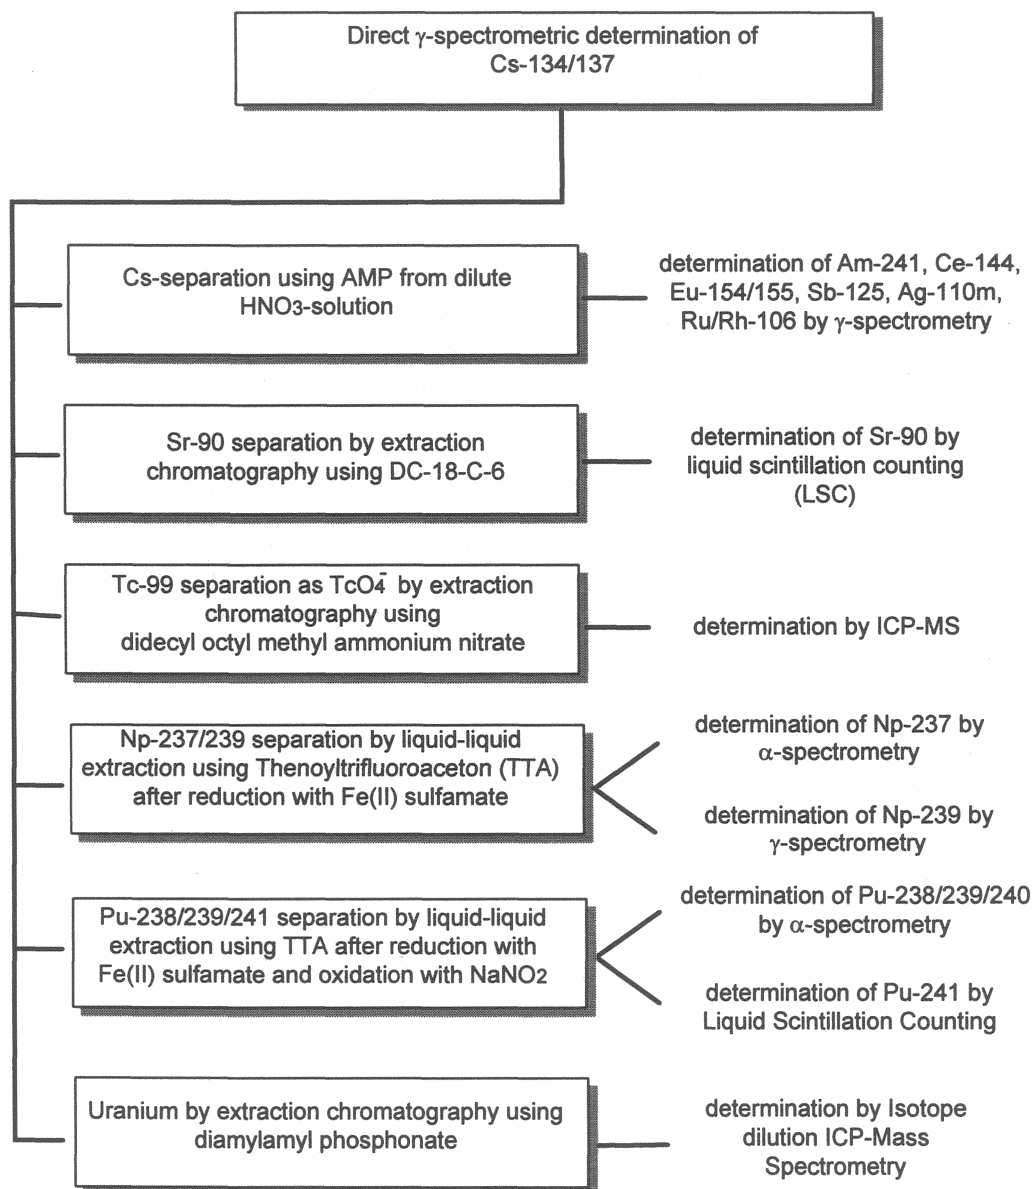 Direct γ-spectrometric determination of
Cs-134/137
Cs-separation using AMP from dilute
HNO3-solution
determination of Am-241, Ce-144,
Eu-154/155, Sb-125, Ag-110m,
Ru/Rh-106 by γ-spectrometry
Sr-90 separation by extraction
chromatography using DC-18-C-6
determination of Sr-90 by
liquid scintillation counting
(LSC)
Tc-99 separation as TcO4⁻ by extraction
chromatography using
didecyl octyl methyl ammonium nitrate
determination by ICP-MS
Np-237/239 separation by liquid-liquid
extraction using Thenoyltrifluoroaceton (TTA)
after reduction with Fe(II) sulfamate
determination of Np-237 by
α-spectrometry
determination of Np-239 by
γ-spectrometry
Pu-238/239/241 separation by liquid-liquid
extraction using TTA after reduction with
Fe(II) sulfamate and oxidation with NaNO2
determination of Pu-238/239/240
by α-spectrometry
determination of Pu-241 by
Liquid Scintillation Counting
Uranium by extraction chromatography using
diamylamyl phosphonate
determination by Isotope
dilution ICP-Mass
Spectrometry